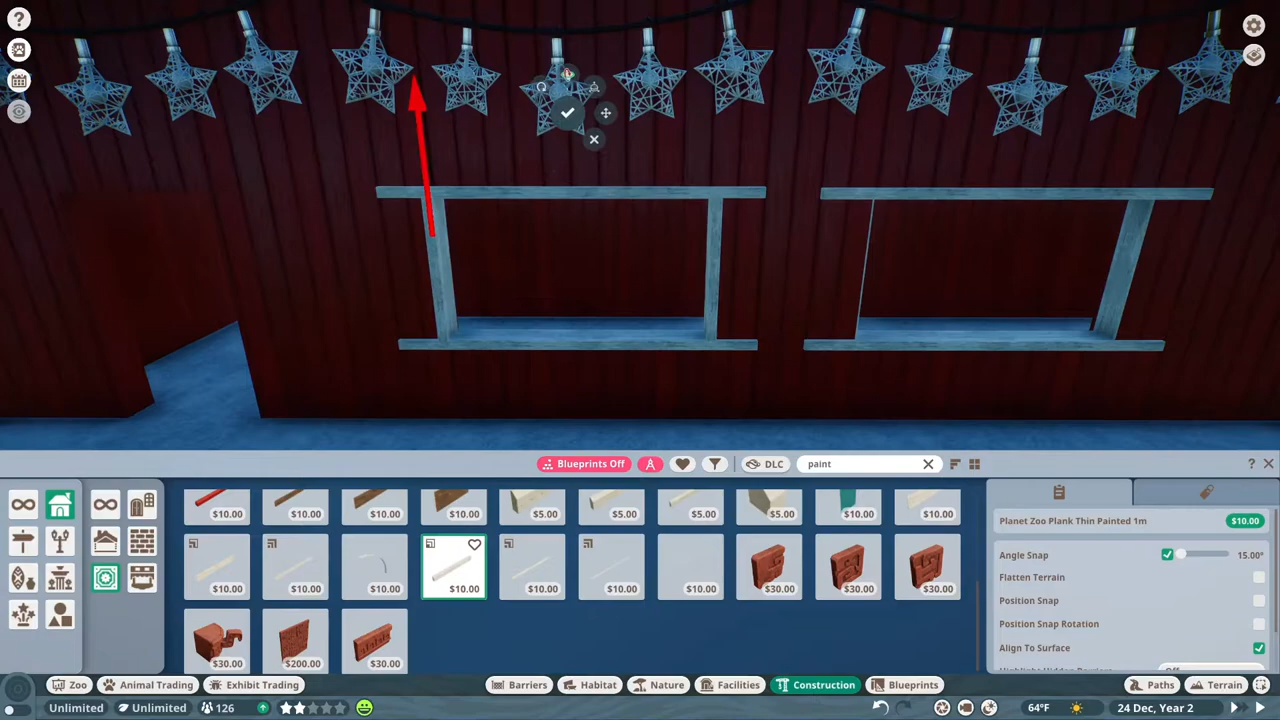 Blueprints Off
DLC
paint
?
$10.00 $10.00 $10.00 $10.00 $5.00 $5.00 $5.00 $5.00 $10.00 $10.00
$10.00 $10.00 $10.00 $10.00 $10.00 $10.00 $10.00 $30.00 $30.00 $30.00
$30.00 $200.00 $30.00
Planet Zoo Plank Thin Painted 1m $10.00
Angle Snap 15.00°
Flatten Terrain
Position Snap
Position Snap Rotation
Align To Surface
Zoo Animal Trading Exhibit Trading Barriers Habitat Nature Facilities Construction Blueprints Paths Terrain
Unlimited Unlimited 126 64°F 24 Dec, Year 2